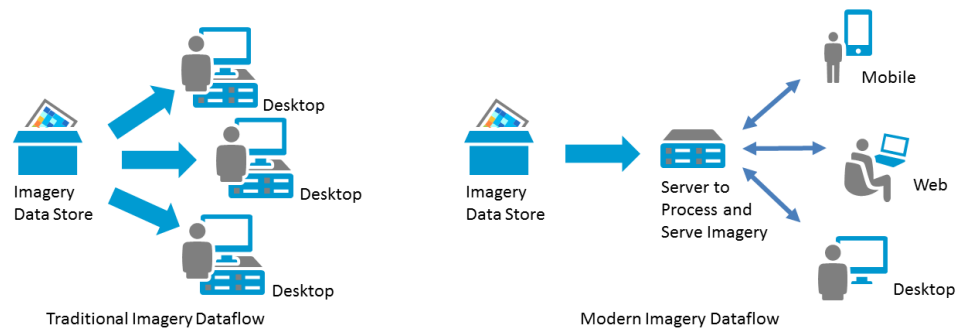 Desktop
Desktop
Desktop
Imagery
Data Store
Traditional Imagery Dataflow
Imagery
Data Store
Server to
Process and
Serve Imagery
Mobile
Web
Desktop
Modern Imagery Dataflow